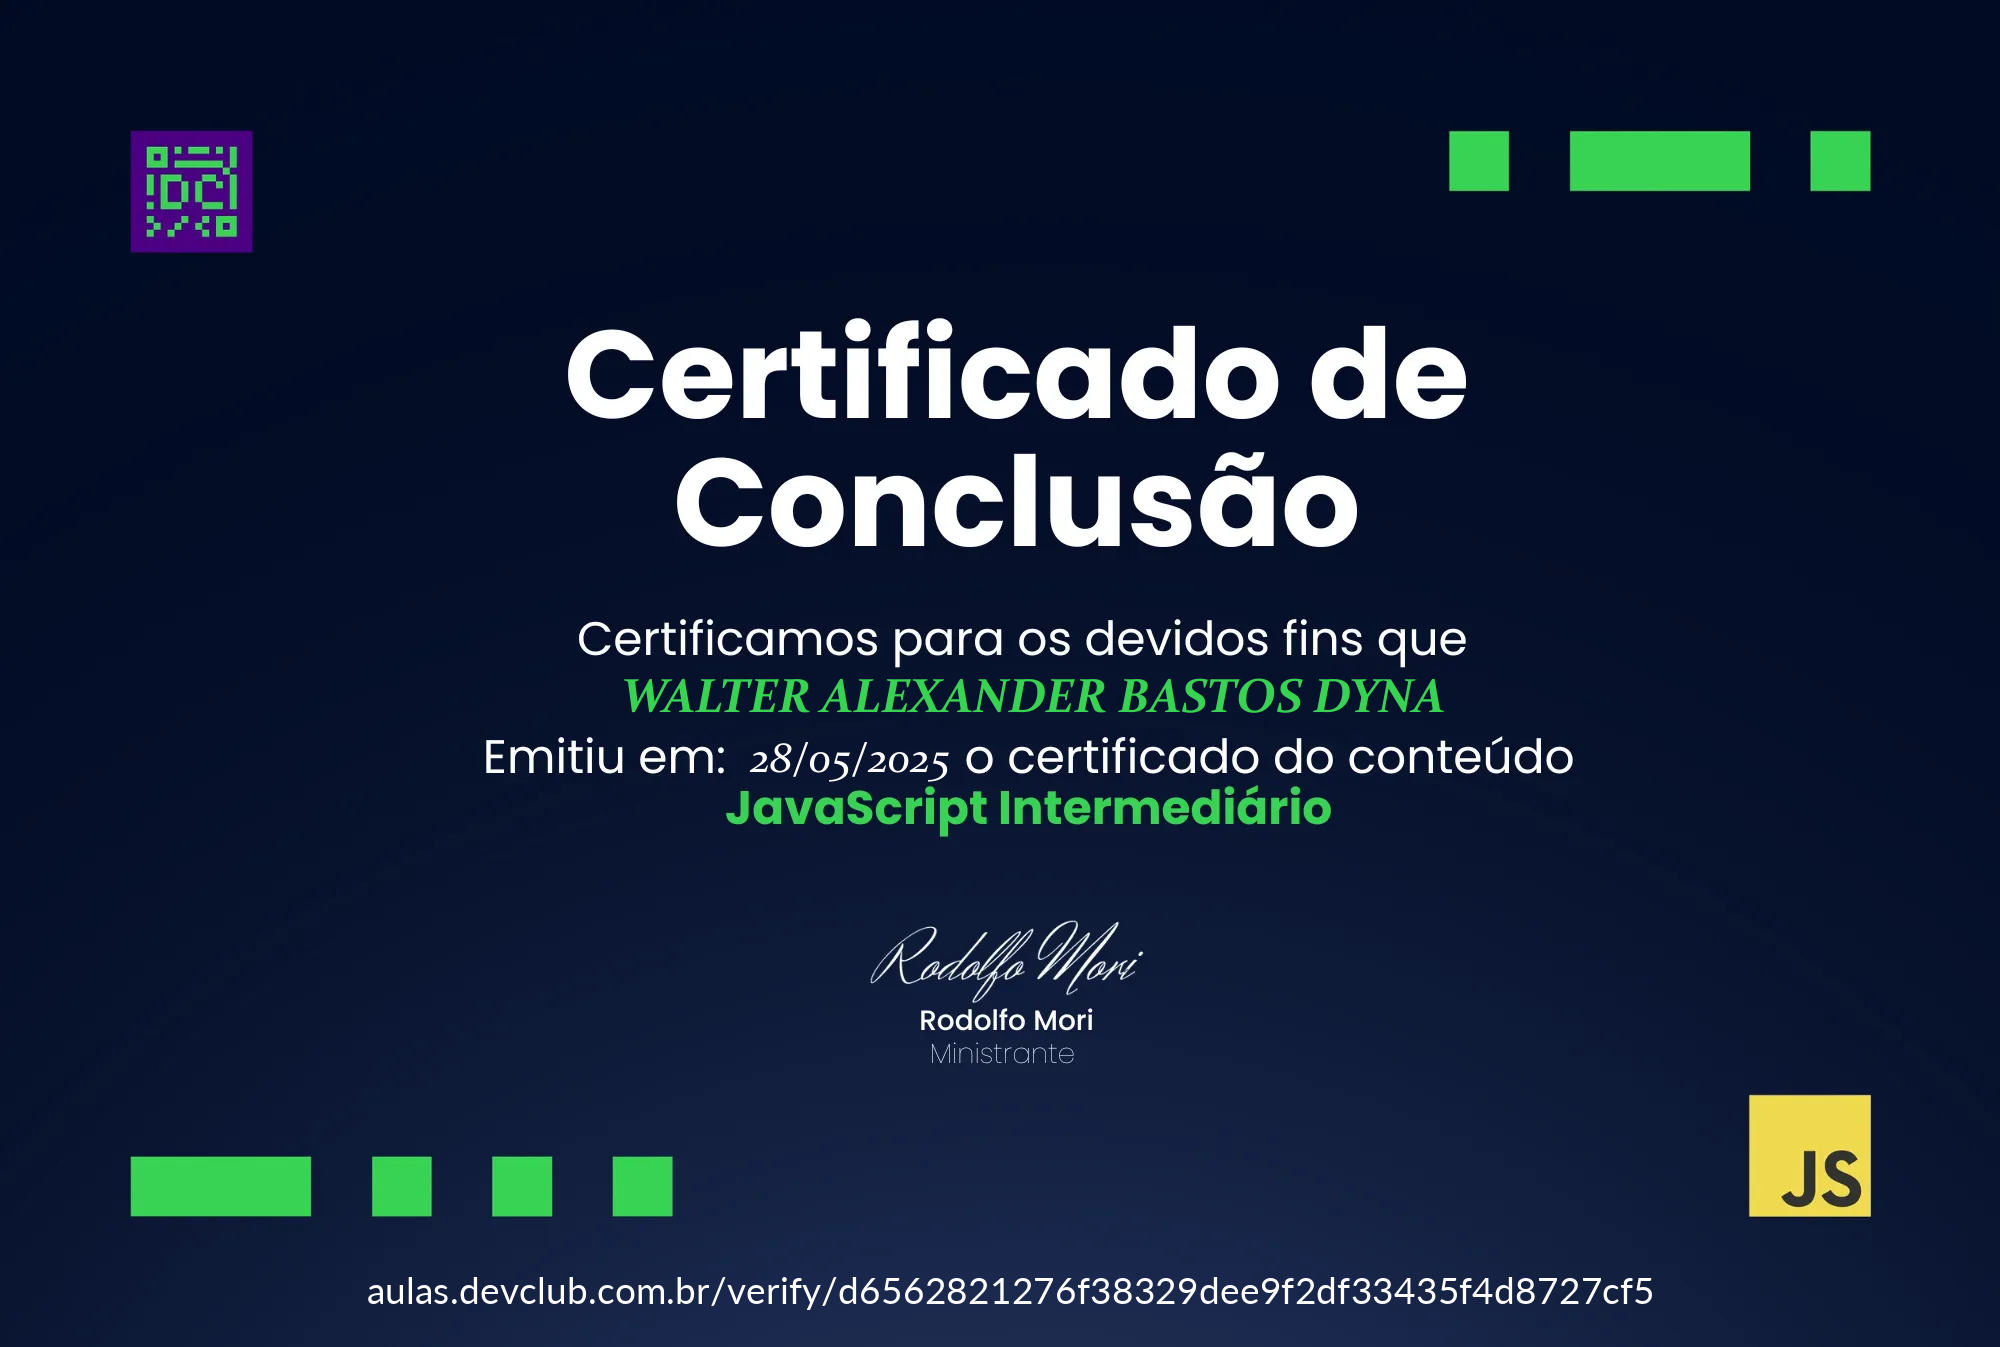 DC
Certificado de
Conclusão
Certificamos para os devidos fins que
WALTER ALEXANDER BASTOS DYNA
Emitiu em: 28/05/2025 o certificado do conteúdo
JavaScript Intermediário
Rodolfo Mori
Rodolfo Mori
Ministrante
JS
aulas.devclub.com.br/verify/d6562821276f38329dee9f2df33435f4d8727cf5